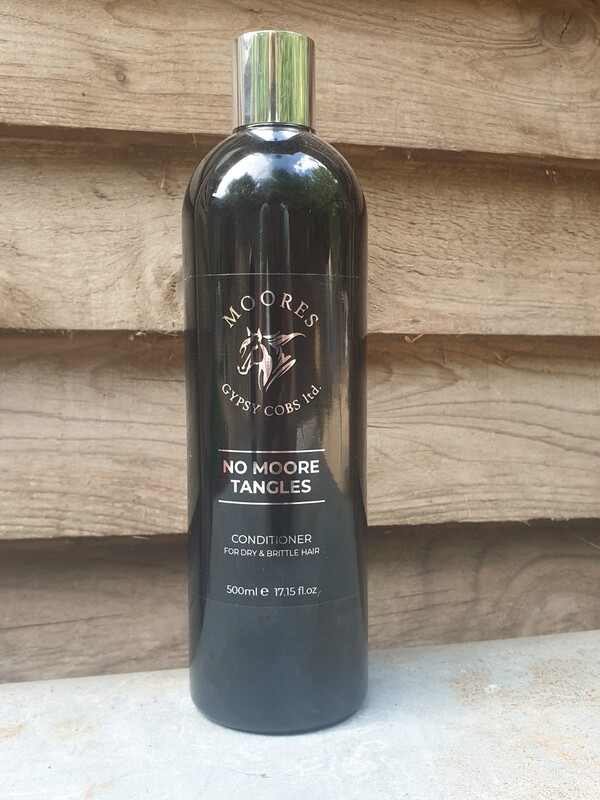 MOORES
GYPSY COBS ltd.
NO MOORE
TANGLES
CONDITIONER
FOR DRY & BRITTLE HAIR
500ml ℮ 17.15 fl.oz